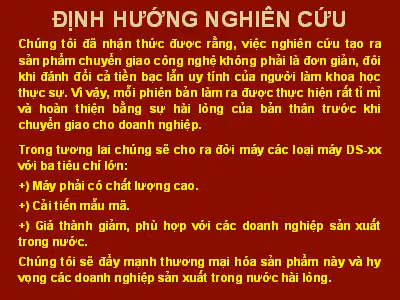 ĐỊNH HƯỚNG NGHIÊN CỨU
Chúng tôi đã nhận thức được rằng, việc nghiên cứu tạo ra
sản phẩm chuyển giao công nghệ không phải là đơn giản, đôi
khi đánh đổi cả tiền bạc lẫn uy tính của người làm khoa học
thực sự. Vì vậy, mỗi phiên bản làm ra được thực hiện rất tỉ mỉ
và hoàn thiện bằng sự hài lòng của bản thân trước khi
chuyển giao cho doanh nghiệp.
Trong tương lai chúng sẽ cho ra đời máy các loại máy DS-xx
với ba tiêu chí lớn:
+) Máy phải có chất lượng cao.
+) Cải tiến mẫu mã.
+) Giá thành giảm, phù hợp với các doanh nghiệp sản xuất
trong nước.
Chúng tôi sẽ đẩy mạnh thương mại hóa sản phẩm này và hy
vọng các doanh nghiệp sản xuất trong nước hài lòng.